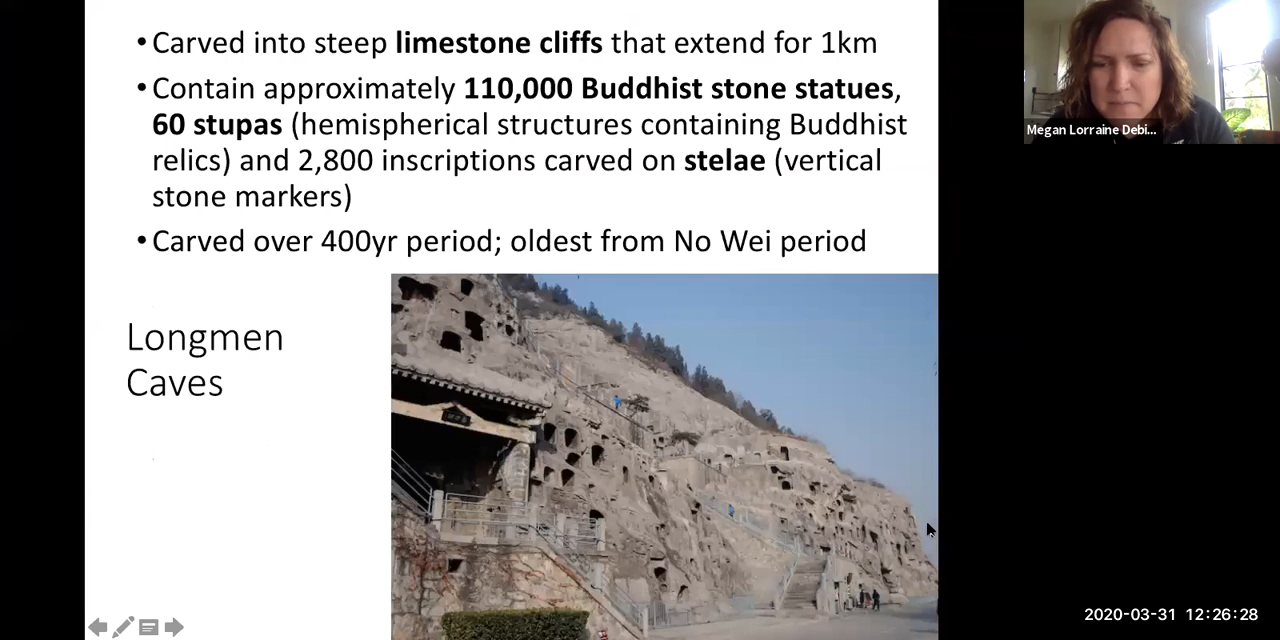 • Carved into steep limestone cliffs that extend for 1km
• Contain approximately 110,000 Buddhist stone statues,
60 stupas (hemispherical structures containing Buddhist
relics) and 2,800 inscriptions carved on stelae (vertical
stone markers)
• Carved over 400yr period; oldest from No Wei period
Longmen
Caves
Megan Lorraine Debi...
2020-03-31 12:26:28